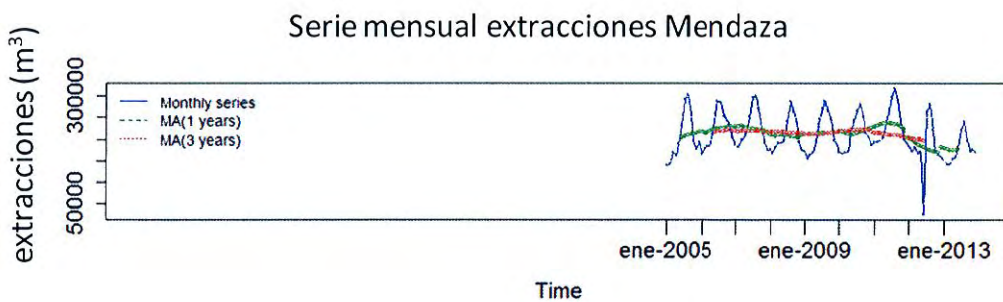 Serie mensual extracciones Mendaza
extracciones (m³)
300000
50000
Monthly series
MA(1 years)
MA(3 years)
ene-2005 ene-2009 ene-2013
Time